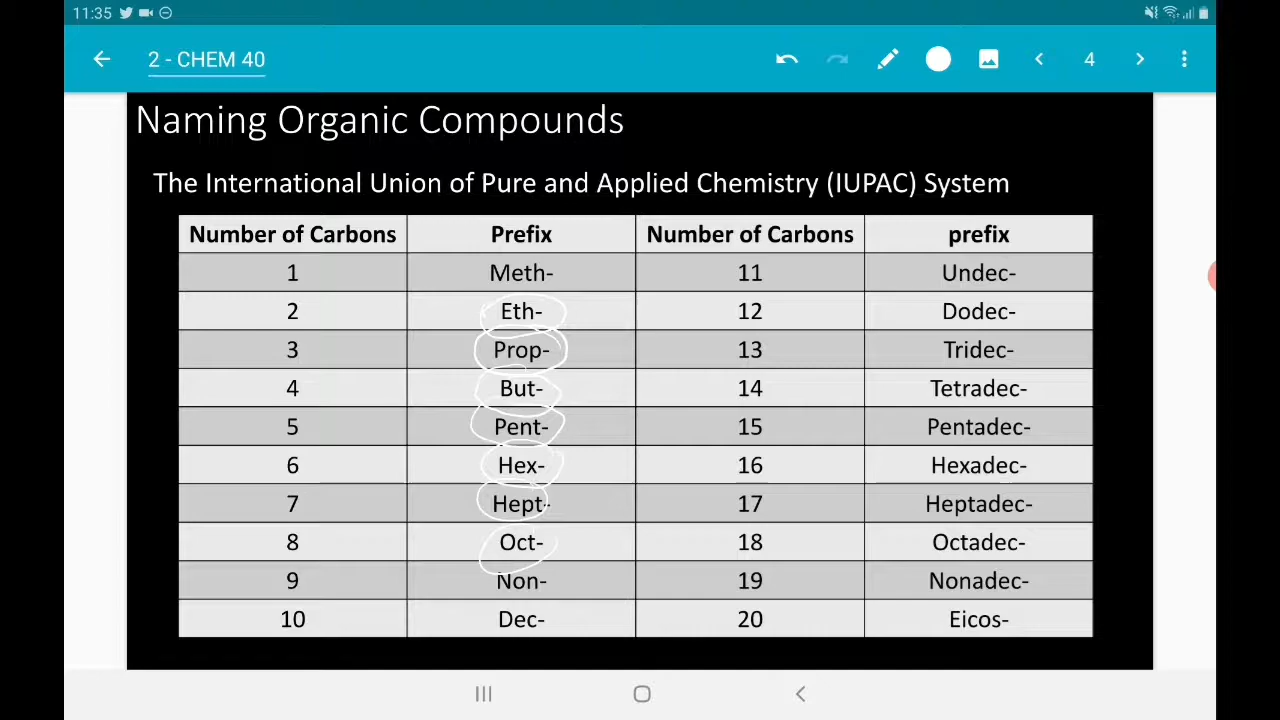 11:35
2 - CHEM 40
4
Naming Organic Compounds
The International Union of Pure and Applied Chemistry (IUPAC) System
Number of Carbons Prefix Number of Carbons prefix
1 Meth- 11 Undec-
2 Eth- 12 Dodec-
3 Prop- 13 Tridec-
4 But- 14 Tetradec-
5 Pent- 15 Pentadec-
6 Hex- 16 Hexadec-
7 Hept- 17 Heptadec-
8 Oct- 18 Octadec-
9 Non- 19 Nonadec-
10 Dec- 20 Eicos-